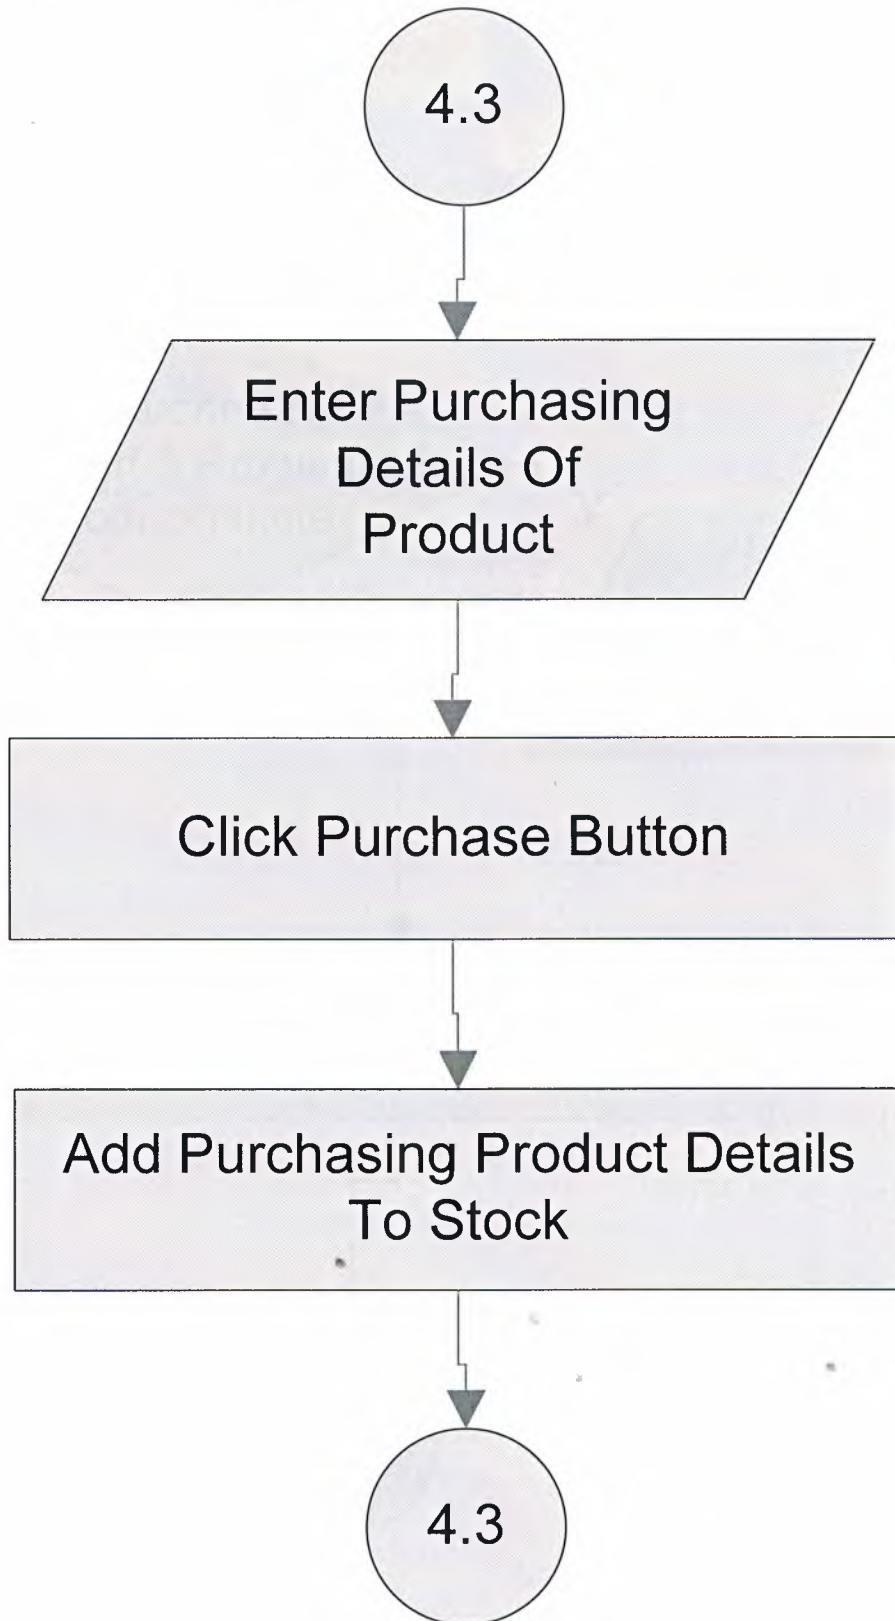 4.3
Enter Purchasing
Details Of
Product
Click Purchase Button
Add Purchasing Product Details
To Stock
4.3